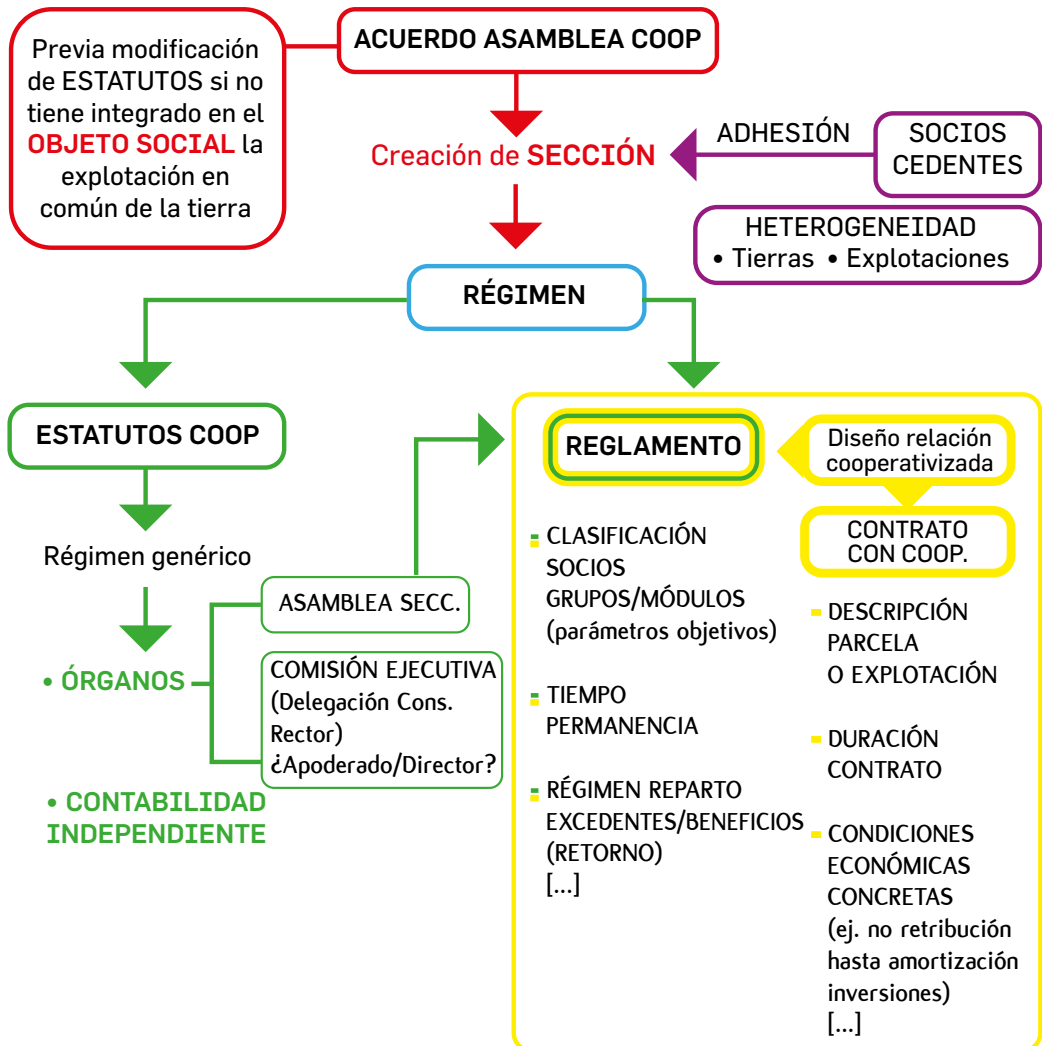 Previa modificación
de ESTATUTOS si no
tiene integrado en el
OBJETO SOCIAL la
explotación en
común de la tierra
ACUERDO ASAMBLEA COOP
Creación de SECCIÓN
ADHESIÓN
SOCIOS
CEDENTES
HETEROGENEIDAD
• Tierras • Explotaciones
RÉGIMEN
ESTATUTOS COOP
Régimen genérico
• ÓRGANOS
ASAMBLEA SECC.
COMISIÓN EJECUTIVA
(Delegación Cons.
Rector)
¿Apoderado/Director?
• CONTABILIDAD
INDEPENDIENTE
REGLAMENTO
Diseño relación
cooperativizada
CONTRATO
CON COOP.
CLASIFICACIÓN
SOCIOS
GRUPOS/MÓDULOS
(parámetros objetivos)
TIEMPO
PERMANENCIA
RÉGIMEN REPARTO
EXCEDENTES/BENEFICIOS
(RETORNO)
[...]
DESCRIPCIÓN
PARCELA
O EXPLOTACIÓN
DURACIÓN
CONTRATO
CONDICIONES
ECONÓMICAS
CONCRETAS
(ej. no retribución
hasta amortización
inversiones)
[...]